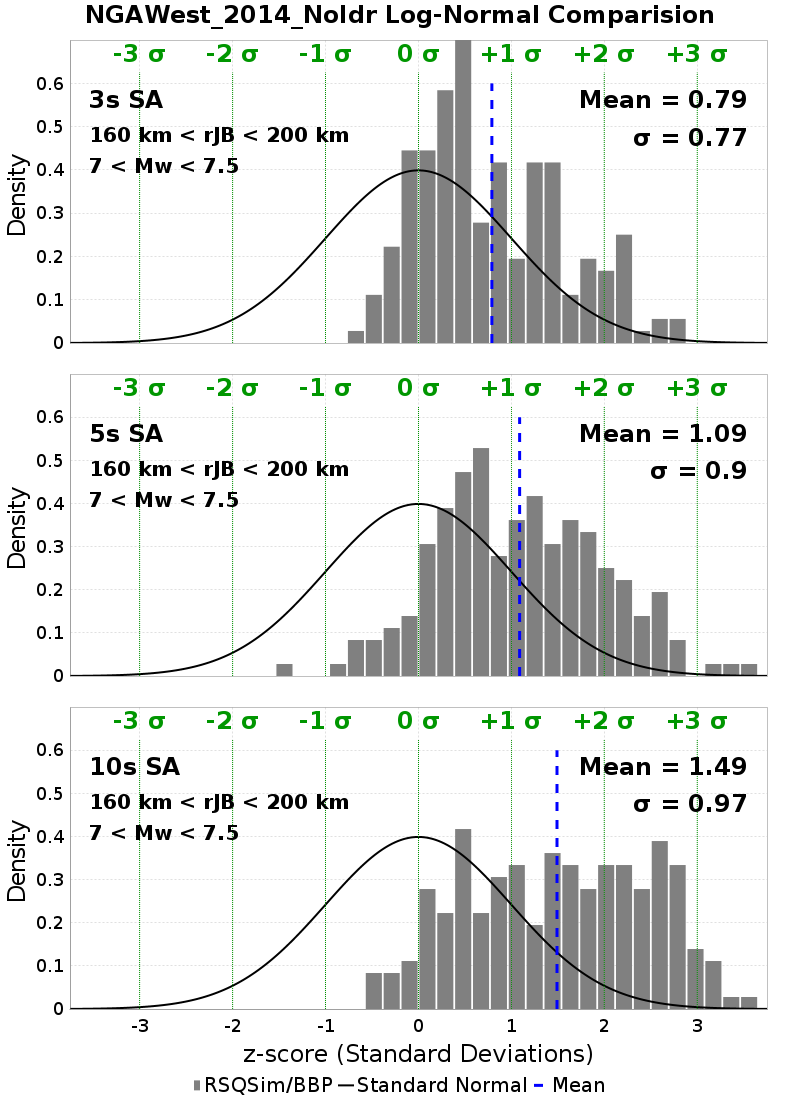 NGAWest_2014_NoIdr Log-Normal Comparision
-3 σ -2 σ -1 σ 0 σ +1 σ +2 σ +3 σ
3s SA
Mean = 0.79
160 km < rJB < 200 km
σ = 0.77
7 < Mw < 7.5
Density
0.6
0.5
0.4
0.3
0.2
0.1
0
-3 σ -2 σ -1 σ 0 σ +1 σ +2 σ +3 σ
5s SA
Mean = 1.09
160 km < rJB < 200 km
σ = 0.9
7 < Mw < 7.5
Density
0.6
0.5
0.4
0.3
0.2
0.1
0
-3 σ -2 σ -1 σ 0 σ +1 σ +2 σ +3 σ
10s SA
Mean = 1.49
160 km < rJB < 200 km
σ = 0.97
7 < Mw < 7.5
Density
0.6
0.5
0.4
0.3
0.2
0.1
0
-3 -2 -1 0 1 2 3
z-score (Standard Deviations)
RSQSim/BBP Standard Normal Mean